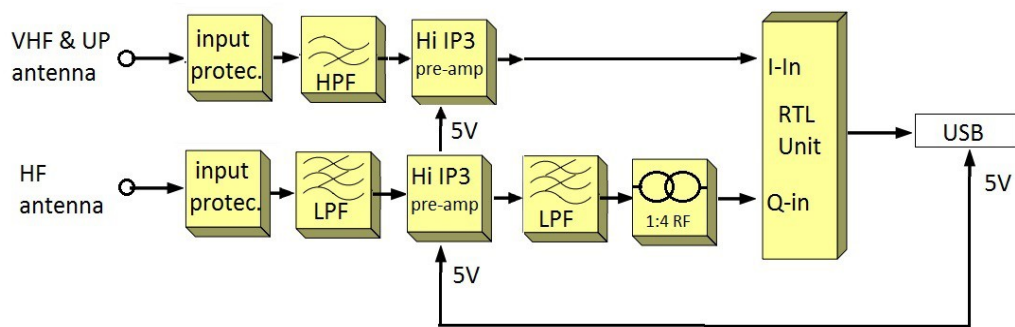 VHF & UP
antenna
input
protec.
HPF
Hi IP3
pre-amp
5V
I-In
RTL
Unit
Q-in
USB
5V
HF
antenna
input
protec.
LPF
Hi IP3
pre-amp
5V
LPF
1:4 RF